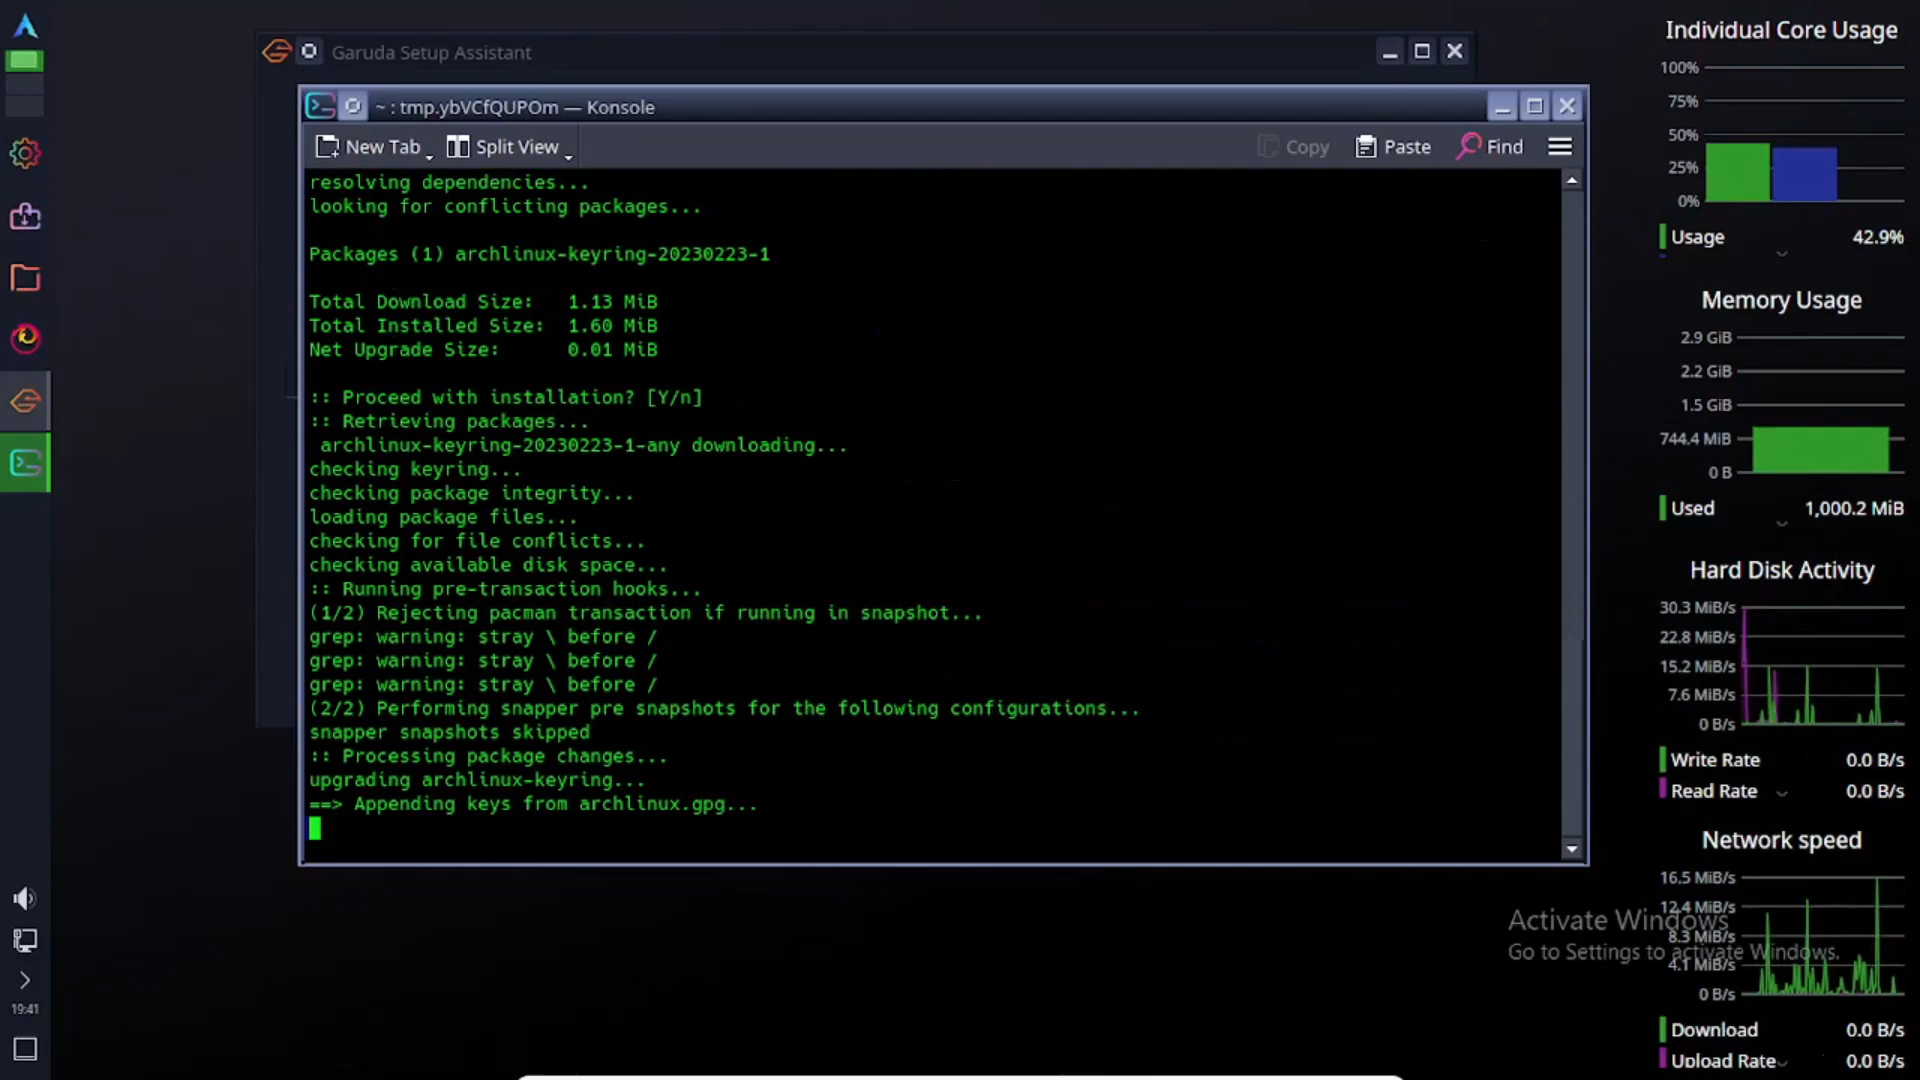 Garuda Setup Assistant
~ : tmp.ybVCfQUPOm — Konsole
New Tab
Split View
Copy
Paste
Find
resolving dependencies...
looking for conflicting packages...
Packages (1) archlinux-keyring-20230223-1
Total Download Size:   1.13 MiB
Total Installed Size:  1.60 MiB
Net Upgrade Size:      0.01 MiB
:: Proceed with installation? [Y/n]
:: Retrieving packages...
archlinux-keyring-20230223-1-any downloading...
checking keyring...
checking package integrity...
loading package files...
checking for file conflicts...
checking available disk space...
:: Running pre-transaction hooks...
(1/2) Rejecting pacman transaction if running in snapshot...
grep: warning: stray \ before /
grep: warning: stray \ before /
grep: warning: stray \ before /
(2/2) Performing snapper pre snapshots for the following configurations...
snapper snapshots skipped
:: Processing package changes...
upgrading archlinux-keyring...
==> Appending keys from archlinux.gpg...
19:41
Individual Core Usage
100%
75%
50%
25%
0%
Usage 42.9%
Memory Usage
2.9 GiB
2.2 GiB
1.5 GiB
744.4 MiB
0 B
Used 1,000.2 MiB
Hard Disk Activity
30.3 MiB/s
22.8 MiB/s
15.2 MiB/s
7.6 MiB/s
0 B/s
Write Rate 0.0 B/s
Read Rate 0.0 B/s
Network speed
16.5 MiB/s
12.4 MiB/s
8.3 MiB/s
4.1 MiB/s
0 B/s
Download 0.0 B/s
Upload Rate 0.0 B/s
Activate Windows
Go to Settings to activate Windows.